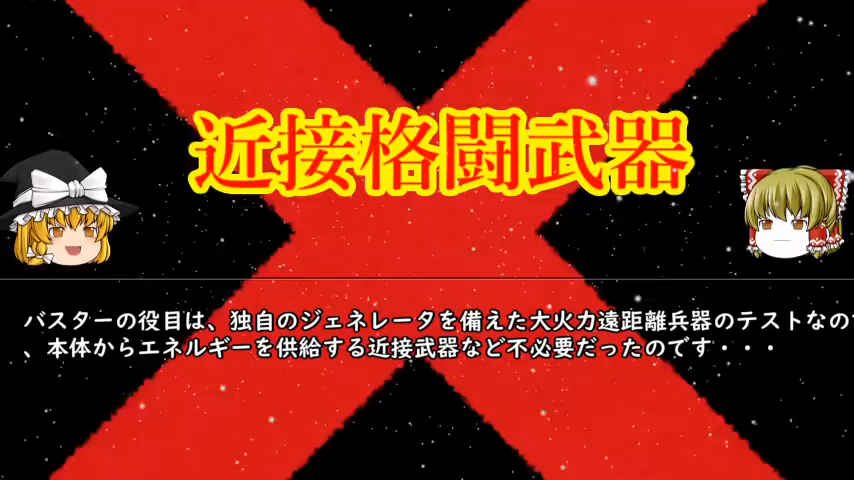 近接格闘武器
バスターの役目は、独自のジェネレータを備えた大火力遠距離兵器のテストなので
、本体からエネルギーを供給する近接武器など不必要だったのです・・・